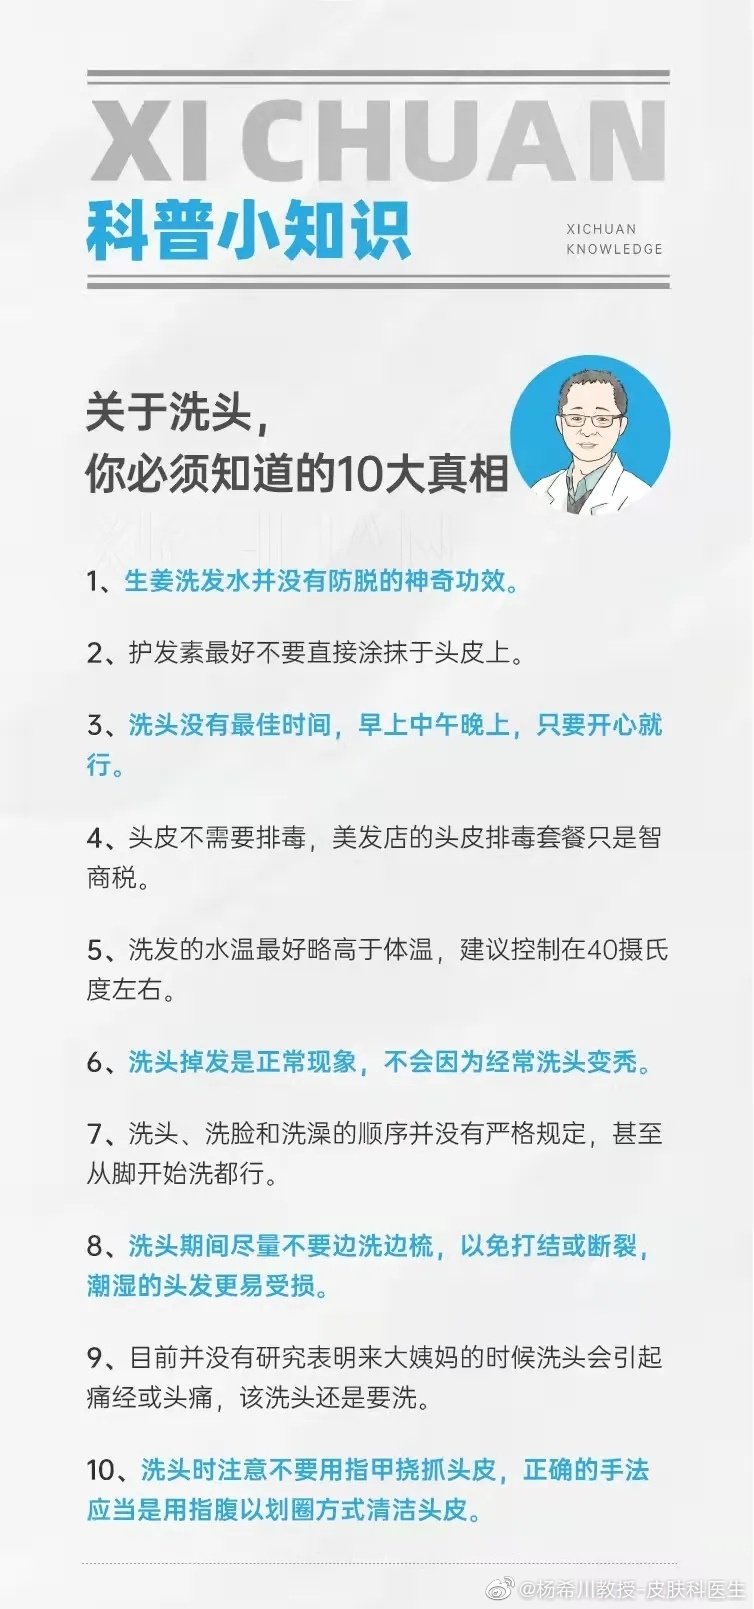 XI CHUAN
科普小知识
XICHUAN
KNOWLEDGE
关于洗头，
你必须知道的10大真相
XICHUAN
1、生姜洗发水并没有防脱的神奇功效。
2、护发素最好不要直接涂抹于头皮上。
3、洗头没有最佳时间，早上中午晚上，只要开心就
行。
4、头皮不需要排毒，美发店的头皮排毒套餐只是智
商税。
5、洗发的水温最好略高于体温，建议控制在40摄氏
度左右。
6、洗头掉发是正常现象，不会因为经常洗头变秃。
7、洗头、洗脸和洗澡的顺序并没有严格规定，甚至
从脚开始洗都行。
8、洗头期间尽量不要边洗边梳，以免打结或断裂，
潮湿的头发更易受损。
9、目前并没有研究表明来大姨妈的时候洗头会引起
痛经或头痛，该洗头还是要洗。
10、洗头时注意不要用指甲挠抓头皮，正确的手法
应当是用指腹以划圈方式清洁头皮。
@杨希川教授-皮肤科医生